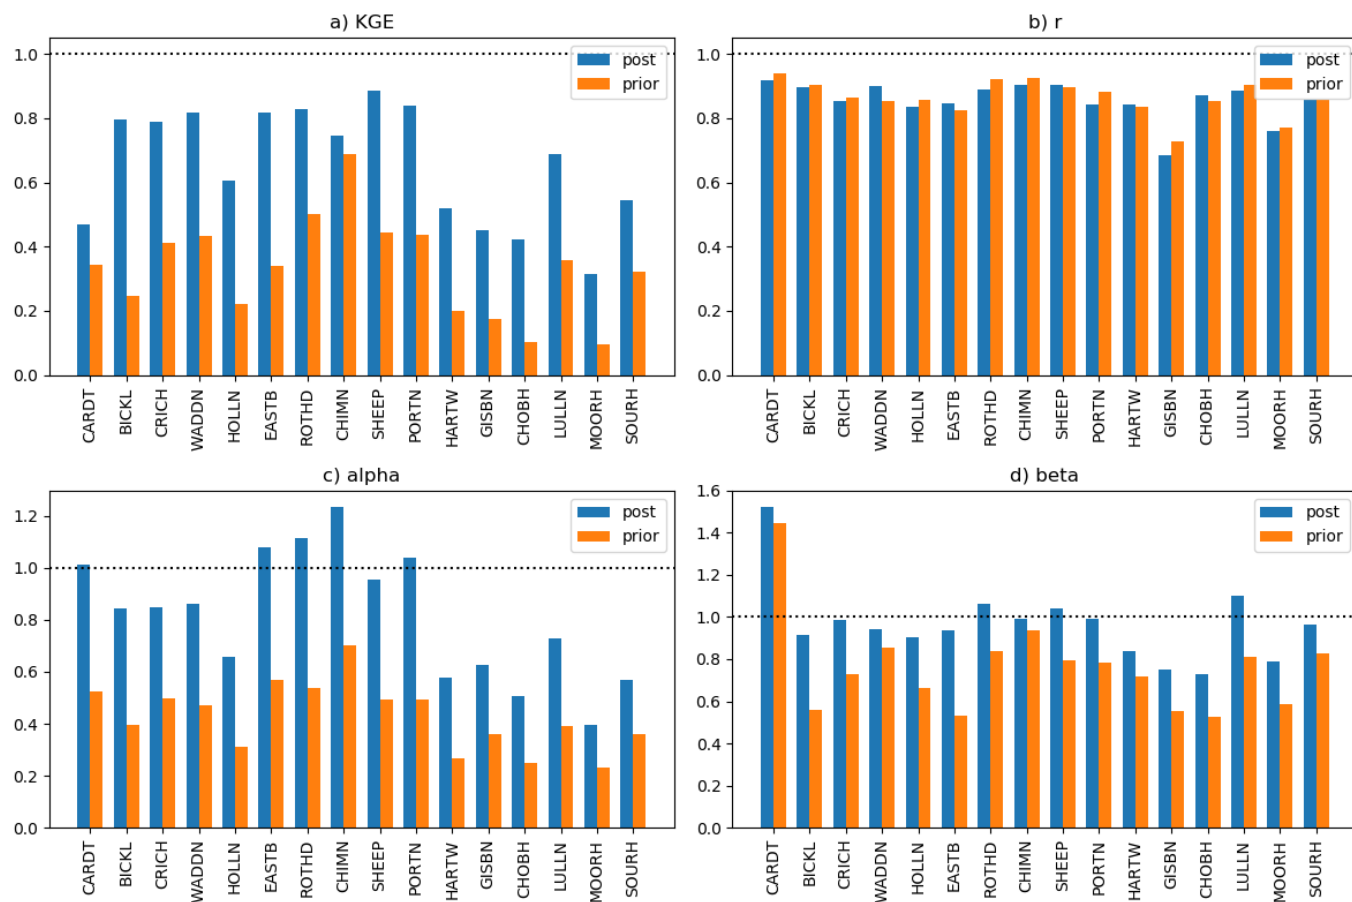 a) KGE
1.0
0.8
0.6
0.4
0.2
0.0
post
prior
CARDT
BICKL
CRICH
WADDN
HOLLN
EASTB
ROTHD
CHIMN
SHEEP
PORTN
HARTW
GISBN
CHOBH
LULLN
MOORH
SOURH
b) r
1.0
0.8
0.6
0.4
0.2
0.0
post
prior
CARDT
BICKL
CRICH
WADDN
HOLLN
EASTB
ROTHD
CHIMN
SHEEP
PORTN
HARTW
GISBN
CHOBH
LULLN
MOORH
SOURH
c) alpha
1.2
1.0
0.8
0.6
0.4
0.2
0.0
post
prior
CARDT
BICKL
CRICH
WADDN
HOLLN
EASTB
ROTHD
CHIMN
SHEEP
PORTN
HARTW
GISBN
CHOBH
LULLN
MOORH
SOURH
d) beta
1.6
1.4
1.2
1.0
0.8
0.6
0.4
0.2
0.0
post
prior
CARDT
BICKL
CRICH
WADDN
HOLLN
EASTB
ROTHD
CHIMN
SHEEP
PORTN
HARTW
GISBN
CHOBH
LULLN
MOORH
SOURH